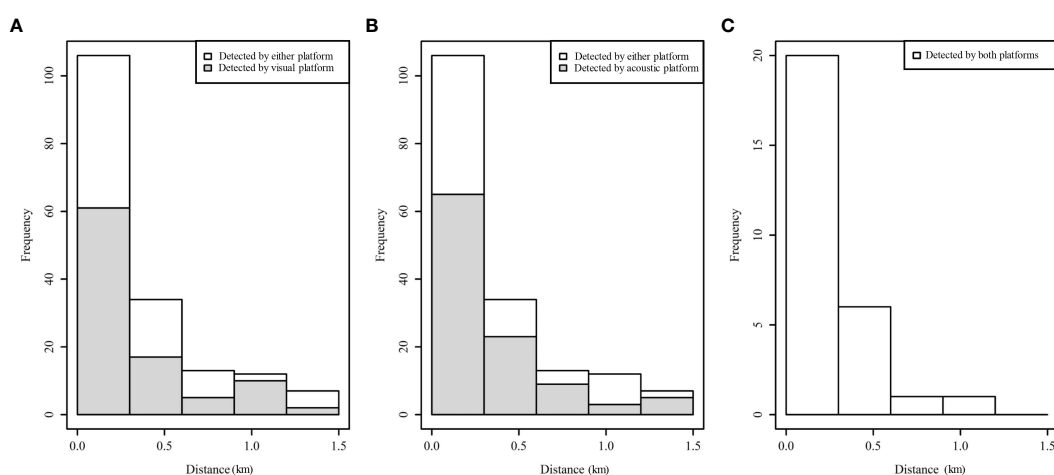 A
Detected by either platform
Detected by visual platform
Frequency
100
80
60
40
20
0
0.0
0.5
1.0
1.5
Distance (km)
B
Detected by either platform
Detected by acoustic platform
Frequency
100
80
60
40
20
0
0.0
0.5
1.0
1.5
Distance (km)
C
Detected by both platforms
Frequency
20
15
10
5
0
0.0
0.5
1.0
1.5
Distance (km)